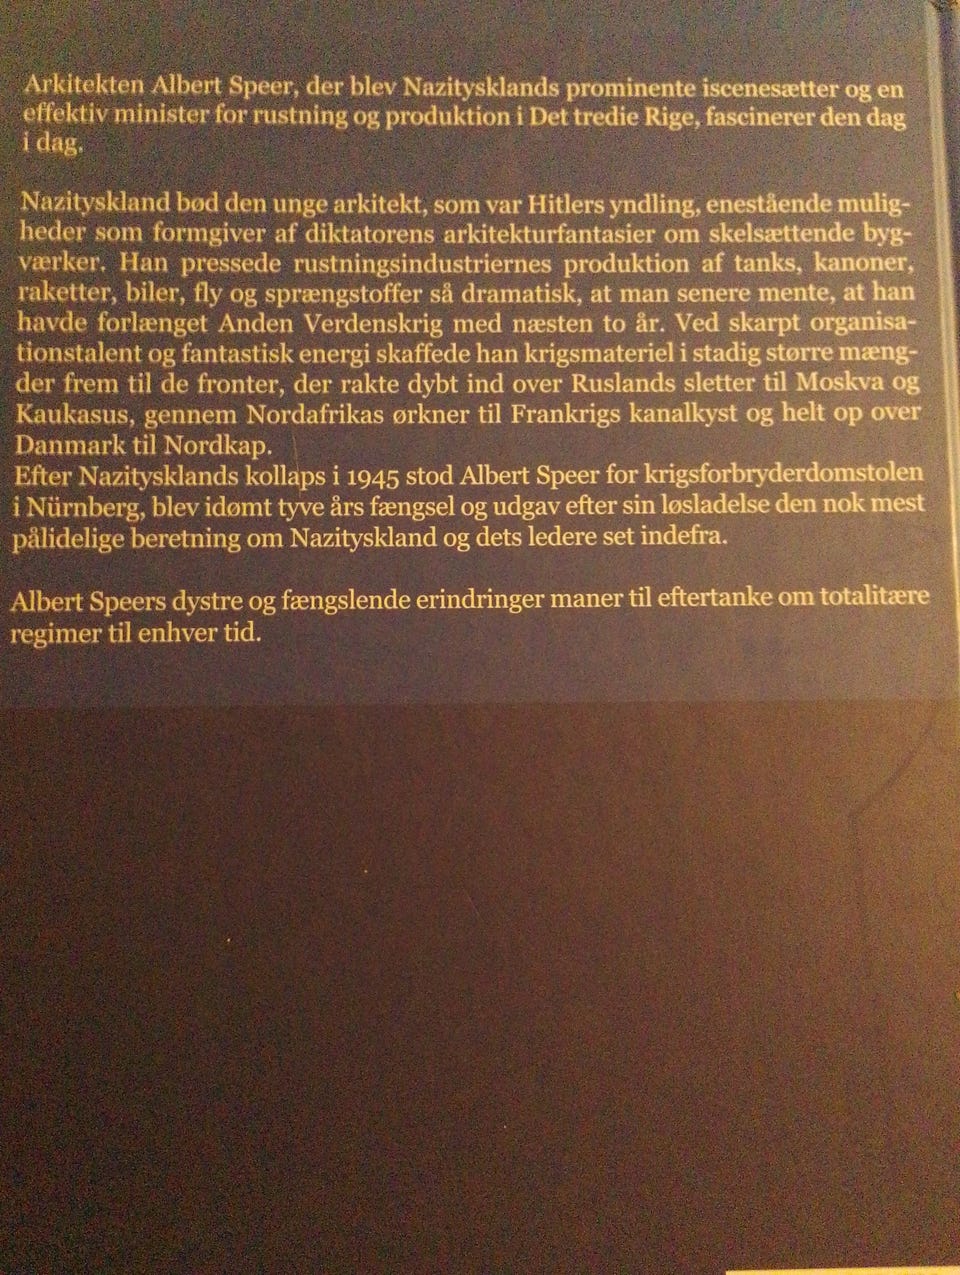 Arkitekten Albert Speer, der blev Nazitysklands prominente iscenesætter og en
effektiv minister for rustning og produktion i Det tredie Rige, fascinerer den dag
i dag.
Nazityskland bød den unge arkitekt, som var Hitlers yndling, enestående mulig-
heder som formgiver af diktatorens arkitekturfantasier om skelsættende byg-
værker. Han pressede rustningsindustriernes produktion af tanks, kanoner,
raketter, biler, fly og sprængstoffer så dramatisk, at man senere mente, at han
havde forlænget Anden Verdenskrig med næsten to år. Ved skarpt organisa-
tionstalent og fantastisk energi skaffede han krigsmateriel i stadig større mæng-
der frem til de fronter, der rakte dybt ind over Ruslands sletter til Moskva og
Kaukasus, gennem Nordafrikas ørkner til Frankrigs kanalkyst og helt op over
Danmark til Nordkap.
Efter Nazitysklands kollaps i 1945 stod Albert Speer for krigsforbryderdomstolen
i Nürnberg, blev idømt tyve års fængsel og udgav efter sin løsladelse den nok mest
pålidelige beretning om Nazityskland og dets ledere set indefra.
Albert Speers dystre og fængslende erindringer maner til eftertanke om totalitære
regimer til enhver tid.